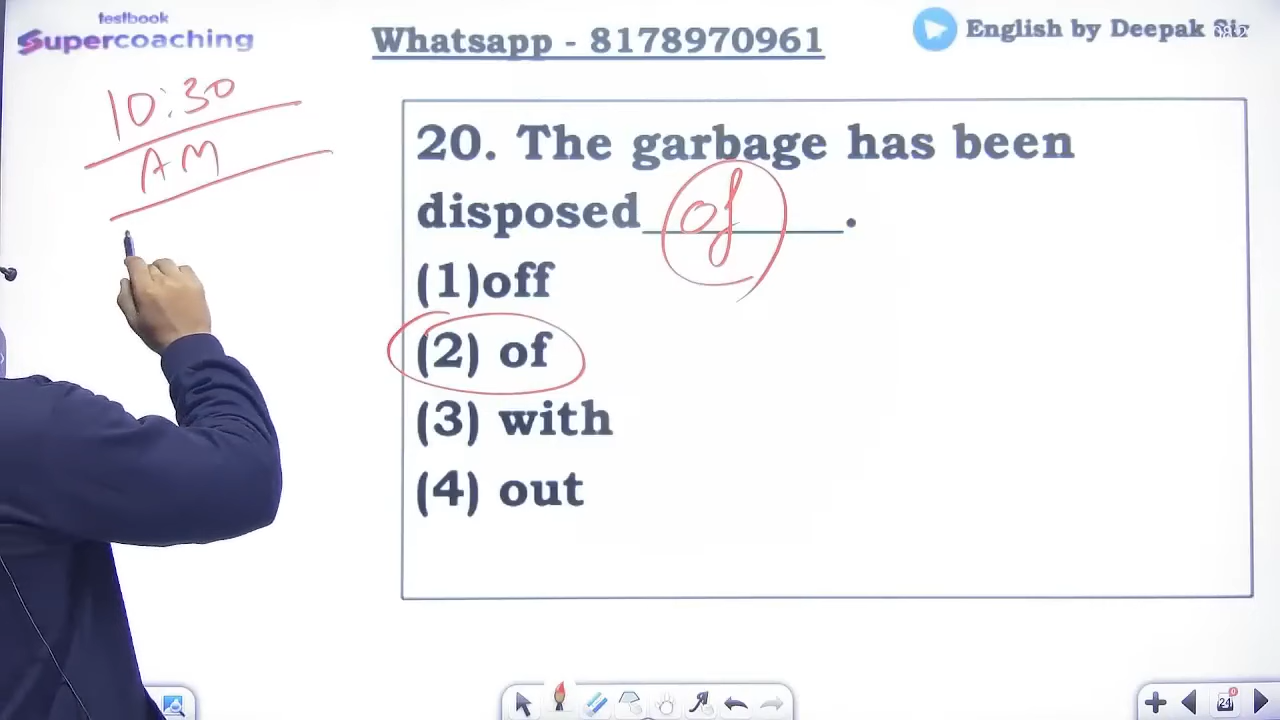 testbook
Supercoaching
Whatsapp - 8178970961
English by Deepak Sir
10:30
AM
20. The garbage has been
disposed of .
(1)off
(2) of
(3) with
(4) out
24